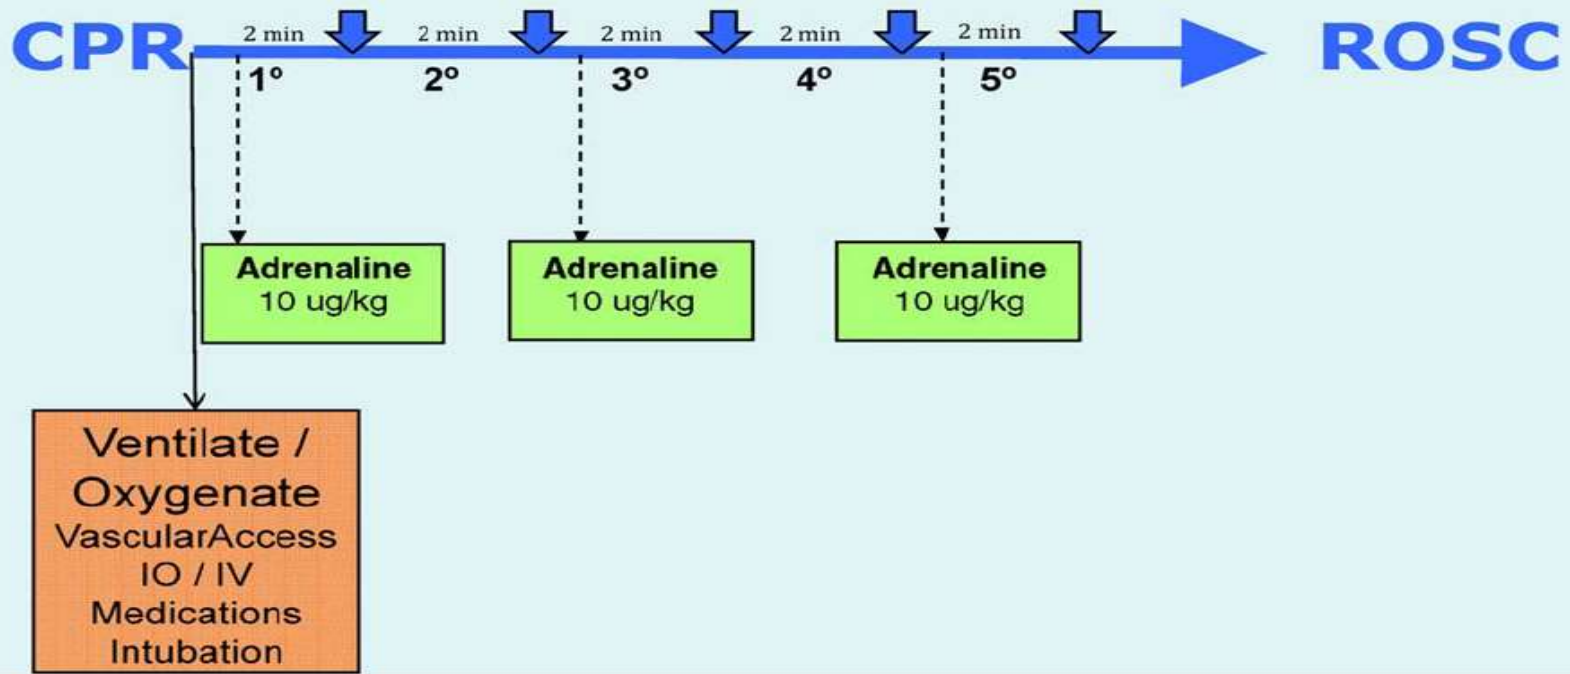 CPR
2 min 2 min 2 min 2 min 2 min
ROSC
1º 2º 3º 4º 5º
Adrenaline
10 ug/kg
Adrenaline
10 ug/kg
Adrenaline
10 ug/kg
Ventilate /
Oxygenate
VascularAccess
IO / IV
Medications
Intubation